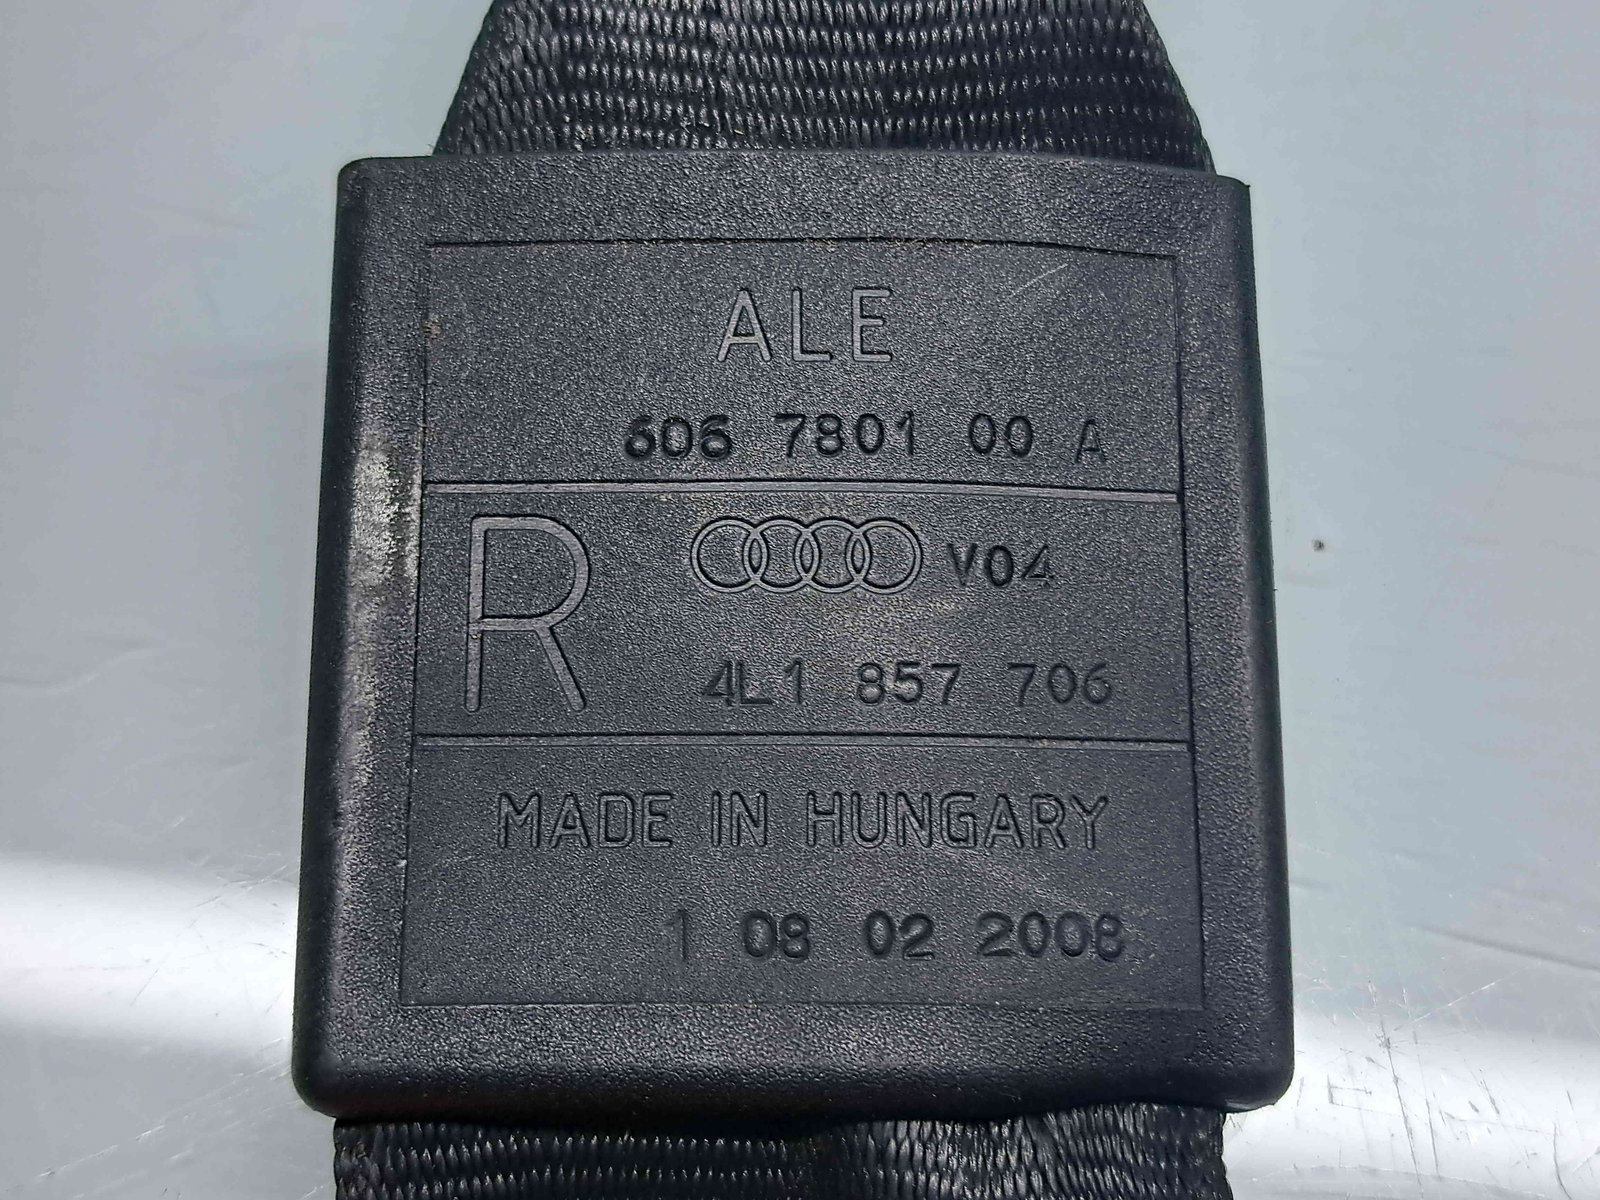 ALE
606 7801 00 A
R
V04
4L1 857 706
MADE IN HUNGARY
1 08 02 2008